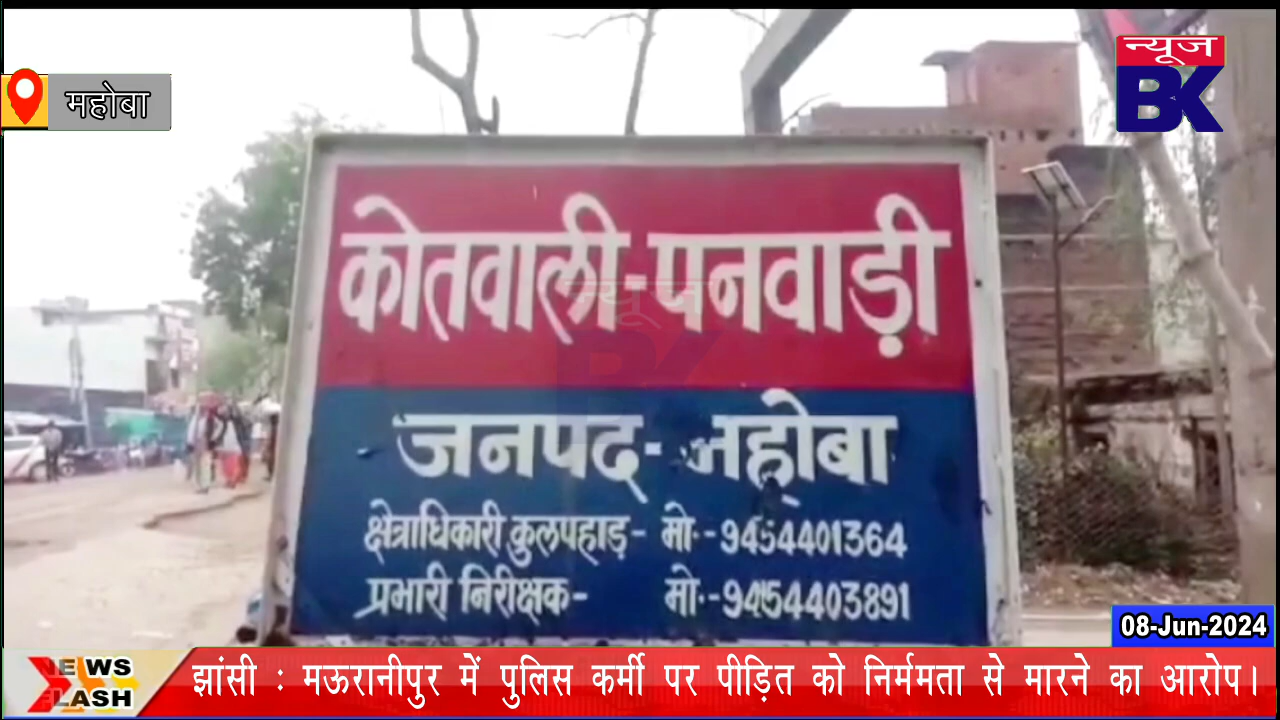 महोबा
न्यूज
BK
कोतवाली-पनवाड़ी
न्यूज
BK
जनपद- महोबा
क्षेत्राधिकारी कुलपहाड़- मो.-9454401364
प्रभारी निरीक्षक- मो.-9454403891
08-Jun-2024
NEWS
FLASH
झांसी : मऊरानीपुर में पुलिस कर्मी पर पीड़ित को निर्ममता से मारने का आरोप।